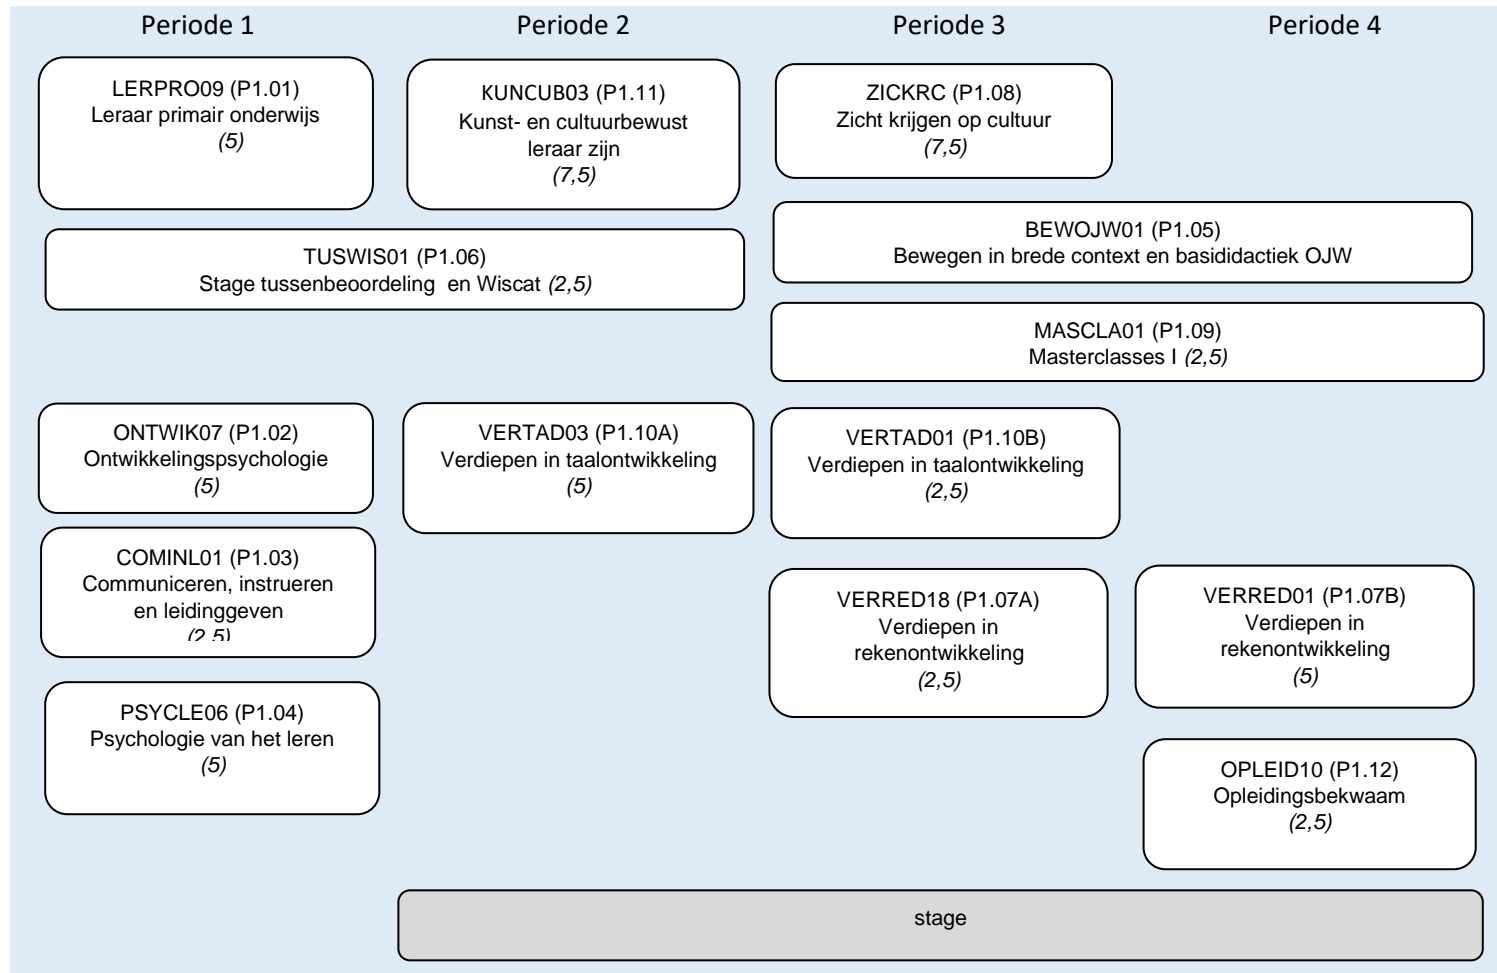 Periode 1
Periode 2
Periode 3
Periode 4
LERPRO09 (P1.01)
Leraar primair onderwijs
(5)
KUNCUB03 (P1.11)
Kunst- en cultuurbewust
leraar zijn
(7,5)
ZICKRC (P1.08)
Zicht krijgen op cultuur
(7,5)
TUSWIS01 (P1.06)
Stage tussenbeoordeling en Wiscat (2,5)
BEWOJW01 (P1.05)
Bewegen in brede context en basididactiek OJW
MASCLA01 (P1.09)
Masterclasses I (2,5)
ONTWIK07 (P1.02)
Ontwikkelingspsychologie
(5)
VERTAD03 (P1.10A)
Verdiepen in taalontwikkeling
(5)
VERTAD01 (P1.10B)
Verdiepen in taalontwikkeling
(2,5)
COMINL01 (P1.03)
Communiceren, instrueren
en leidinggeven
(2,5)
VERRED18 (P1.07A)
Verdiepen in
rekenontwikkeling
(2,5)
VERRED01 (P1.07B)
Verdiepen in
rekenontwikkeling
(5)
PSYCLE06 (P1.04)
Psychologie van het leren
(5)
OPLEID10 (P1.12)
Opleidingsbekwaam
(2,5)
stage